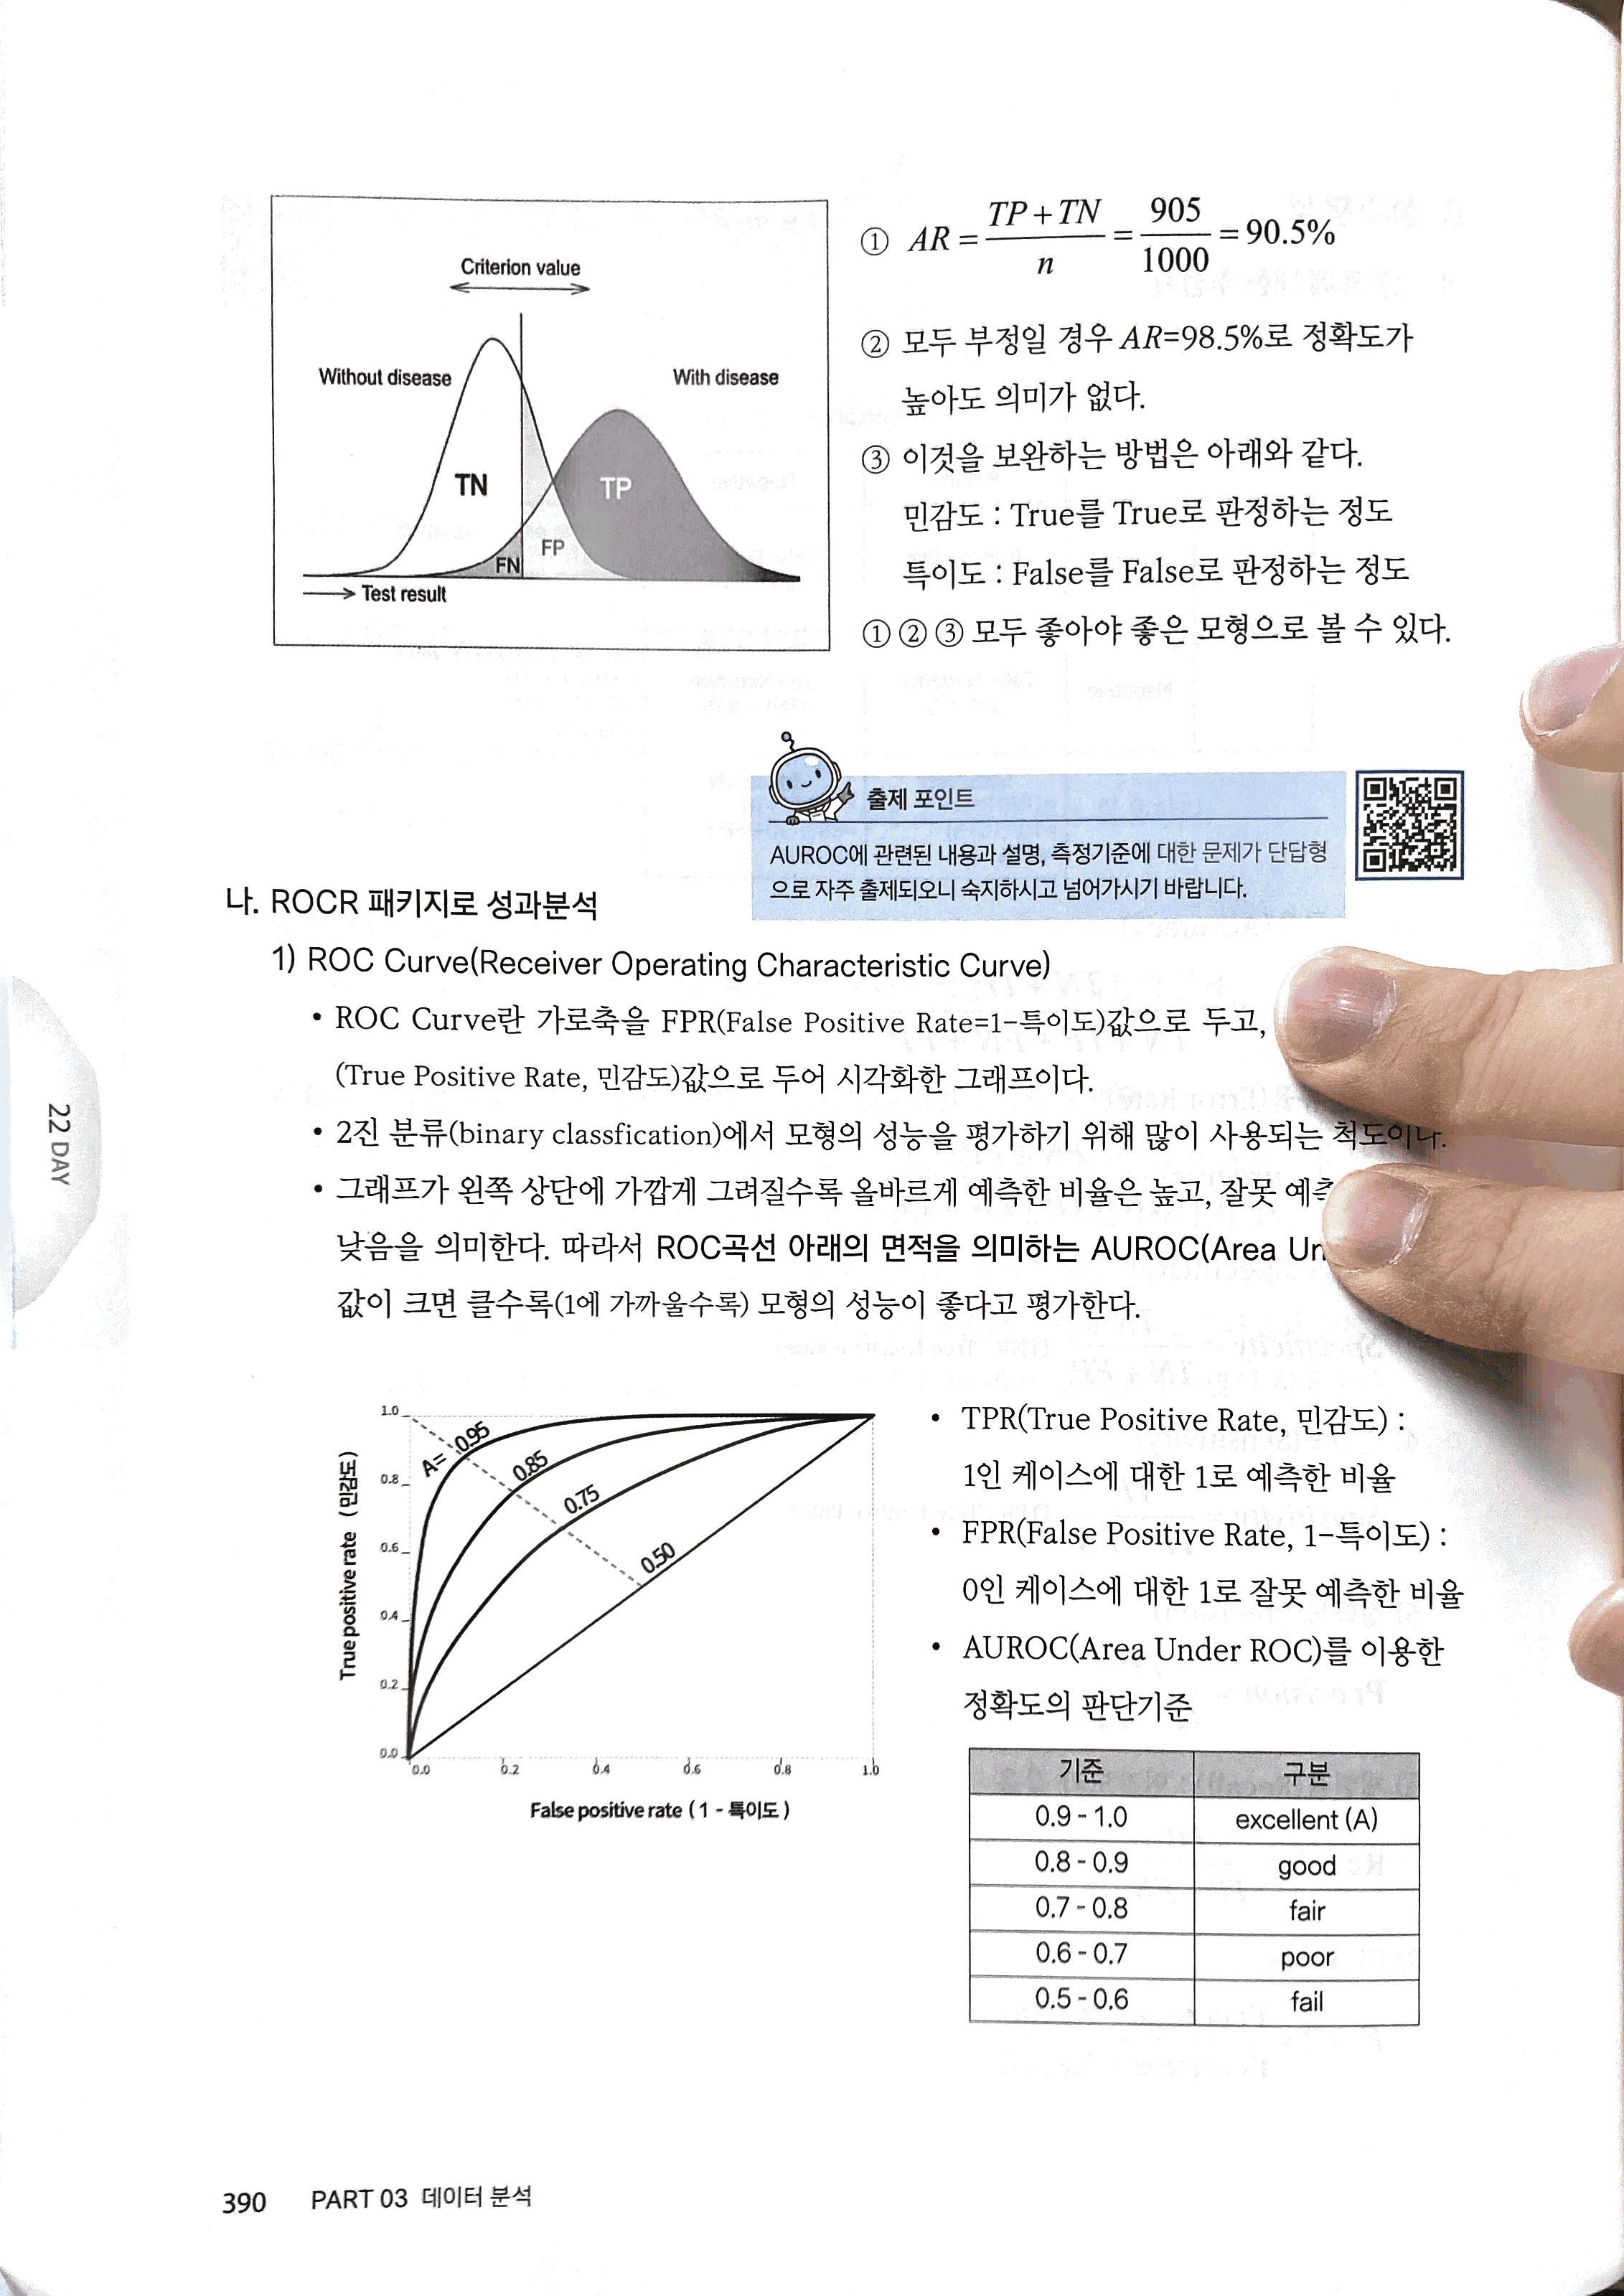 Criterion value
Without disease
With disease
TN
TP
FN
FP
Test result
① AR = TP + TN / n = 905 / 1000 = 90.5%
② 모두 부정일 경우 AR=98.5%로 정확도가
높아도 의미가 없다.
③ 이것을 보완하는 방법은 아래와 같다.
민감도 : True를 True로 판정하는 정도
특이도 : False를 False로 판정하는 정도
① ② ③ 모두 좋아야 좋은 모형으로 볼 수 있다.
출제 포인트
AUROC에 관련된 내용과 설명, 측정기준에 대한 문제가 단답형
으로 자주 출제되오니 숙지하시고 넘어가시기 바랍니다.
나. ROCR 패키지로 성과분석
1) ROC Curve(Receiver Operating Characteristic Curve)
• ROC Curve란 가로축을 FPR(False Positive Rate=1-특이도)값으로 두고,
(True Positive Rate, 민감도)값으로 두어 시각화한 그래프이다.
• 2진 분류(binary classfication)에서 모형의 성능을 평가하기 위해 많이 사용되는 척도이다.
• 그래프가 왼쪽 상단에 가깝게 그려질수록 올바르게 예측한 비율은 높고, 잘못
낮음을 의미한다. 따라서 ROC곡선 아래의 면적을 의미하는 AUROC(Area
값이 크면 클수록(1에 가까울수록) 모형의 성능이 좋다고 평가한다.
True positive rate (민감도)
1.0
0.8
0.6
0.4
0.2
0.0
A= 0.95
0.85
0.75
0.50
0.0 0.2 0.4 0.6 0.8 1.0
False positive rate ( 1 - 특이도 )
• TPR(True Positive Rate, 민감도) :
1인 케이스에 대한 1로 예측한 비율
• FPR(False Positive Rate, 1-특이도) :
0인 케이스에 대한 1로 잘못 예측한 비율
• AUROC(Area Under ROC)를 이용한
정확도의 판단기준
기준 구분
0.9 - 1.0 excellent (A)
0.8 - 0.9 good
0.7 - 0.8 fair
0.6 - 0.7 poor
0.5 - 0.6 fail
22 DAY
390 PART 03 데이터 분석